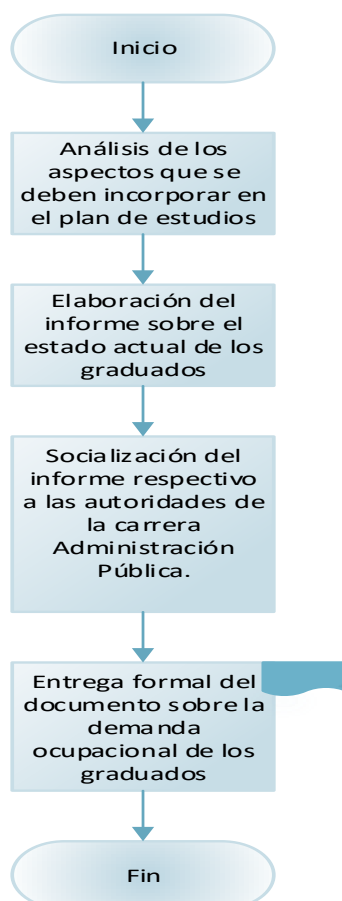 Inicio
Análisis de los
aspectos que se
deben incorporar en
el plan de estudios
Elaboración del
informe sobre el
estado actual de los
graduados
Socialización del
informe respectivo
a las autoridades de
la carrera
Administración
Pública.
Entrega formal del
documento sobre la
demanda
ocupacional de los
graduados
Fin